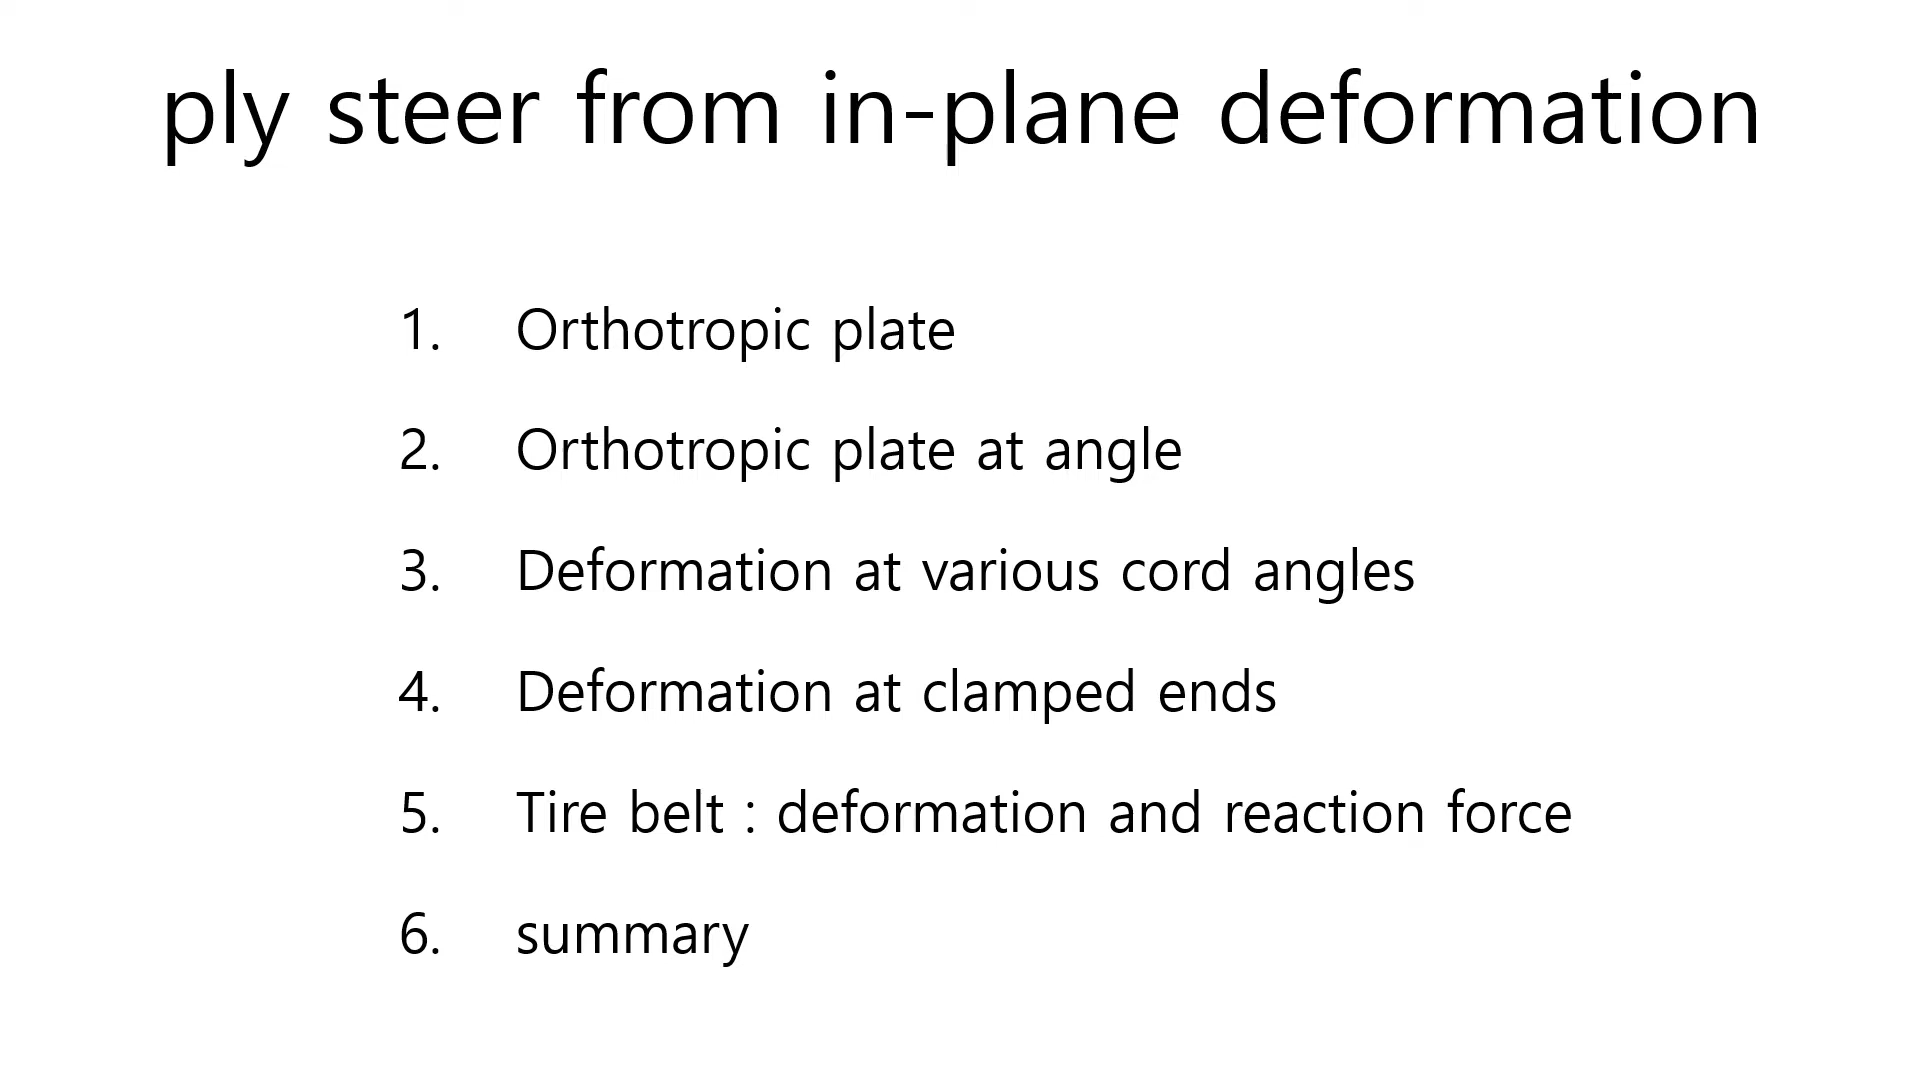 ply steer from in-plane deformation
1. Orthotropic plate
2. Orthotropic plate at angle
3. Deformation at various cord angles
4. Deformation at clamped ends
5. Tire belt : deformation and reaction force
6. summary